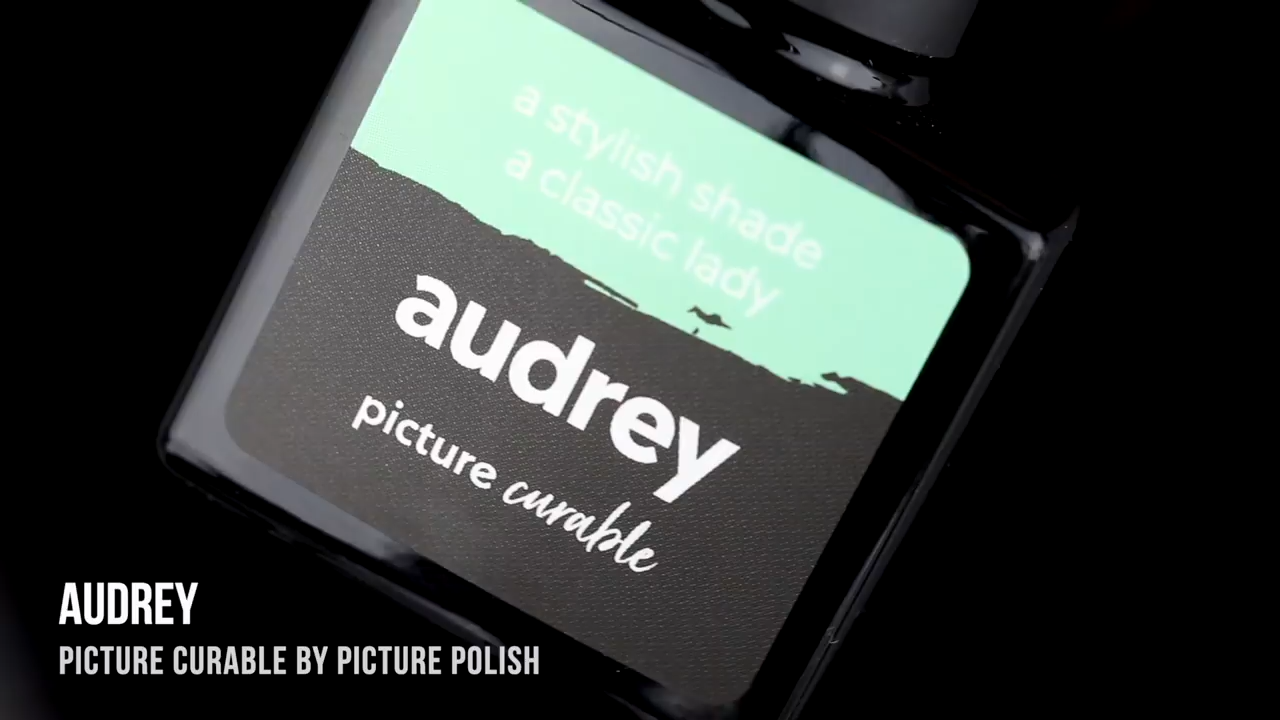 a stylish shade
a classic lady
audrey
picture curable
AUDREY
PICTURE CURABLE BY PICTURE POLISH